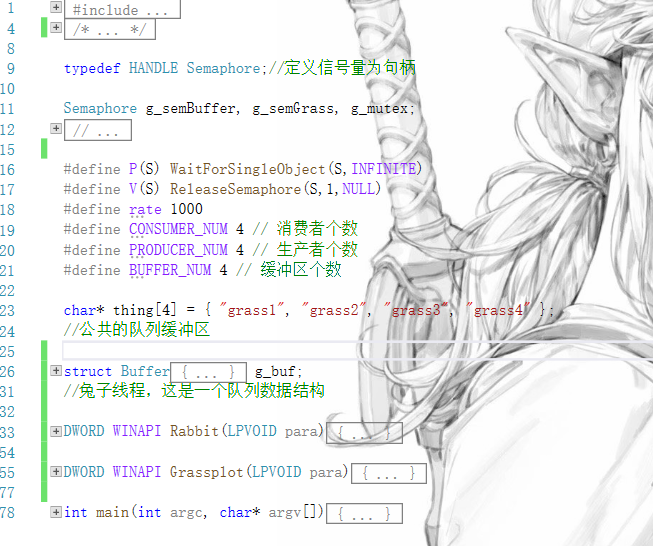 1 #include ...
4 /* ... */
8
9 typedef HANDLE Semaphore;//定义信号量为句柄
10
11 Semaphore g_semBuffer, g_semGrass, g_mutex;
12 // ...
15
16 #define P(S) WaitForSingleObject(S,INFINITE)
17 #define V(S) ReleaseSemaphore(S,1,NULL)
18 #define rate 1000
19 #define CONSUMER_NUM 4 // 消费者个数
20 #define PRODUCER_NUM 4 // 生产者个数
21 #define BUFFER_NUM 4 // 缓冲区个数
22
23 char* thing[4] = { "grass1", "grass2", "grass3", "grass4" };
24 //公共的队列缓冲区
25
26 struct Buffer { ... } g_buf;
31 //兔子线程，这是一个队列数据结构
32
33 DWORD WINAPI Rabbit(LPVOID para) { ... }
54
55 DWORD WINAPI Grassplot(LPVOID para) { ... }
77
78 int main(int argc, char* argv[]) { ... }